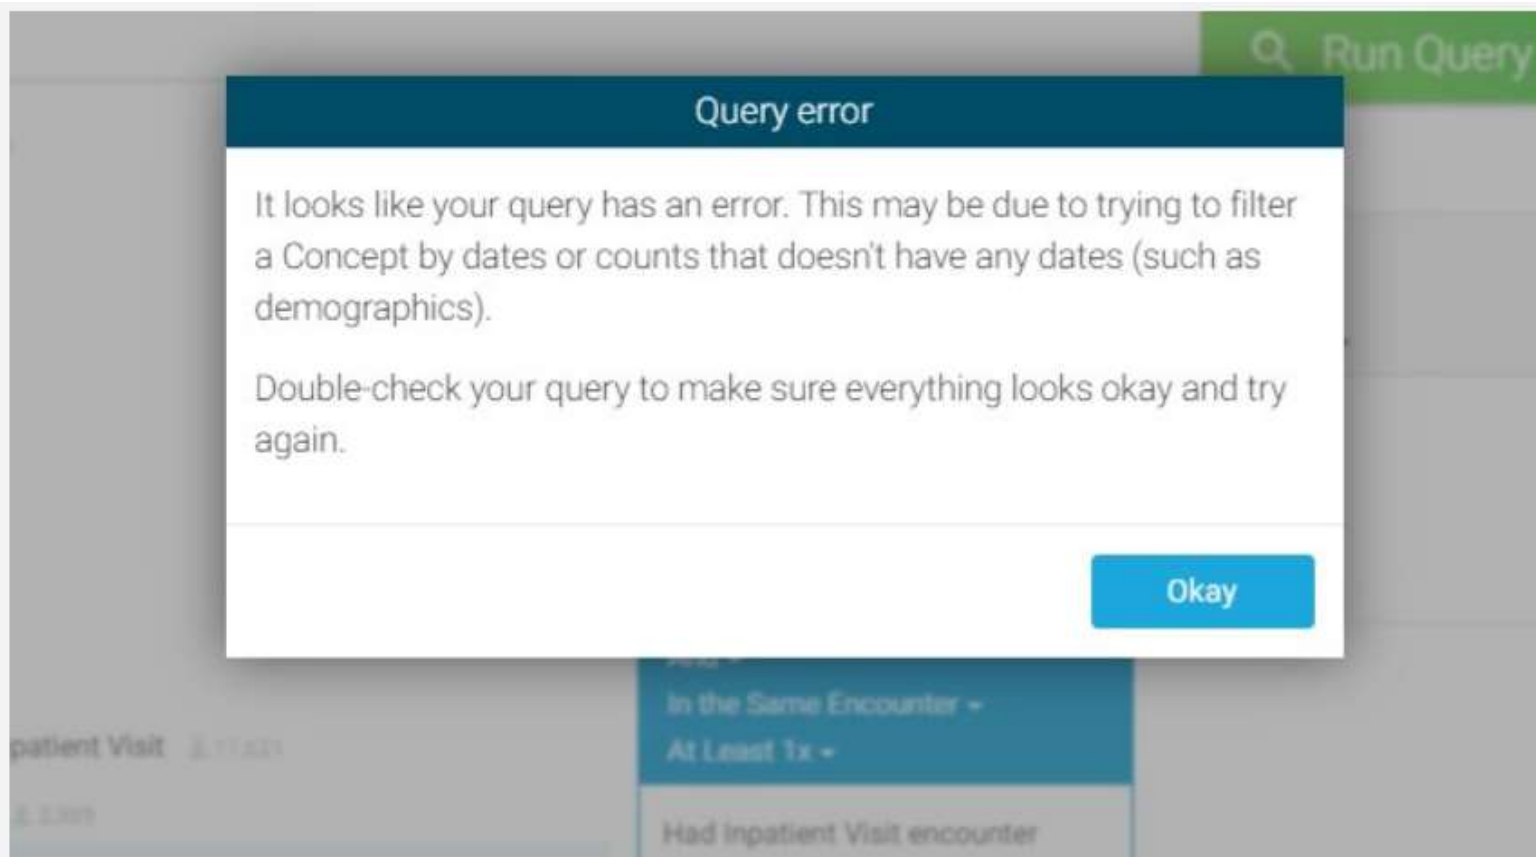 Run Query
Query error
It looks like your query has an error. This may be due to trying to filter
a Concept by dates or counts that doesn't have any dates (such as
demographics).
Double-check your query to make sure everything looks okay and try
again.
Okay
In the Same Encounter
patient Visit
At Least 1x
Had Inpatient Visit encounter